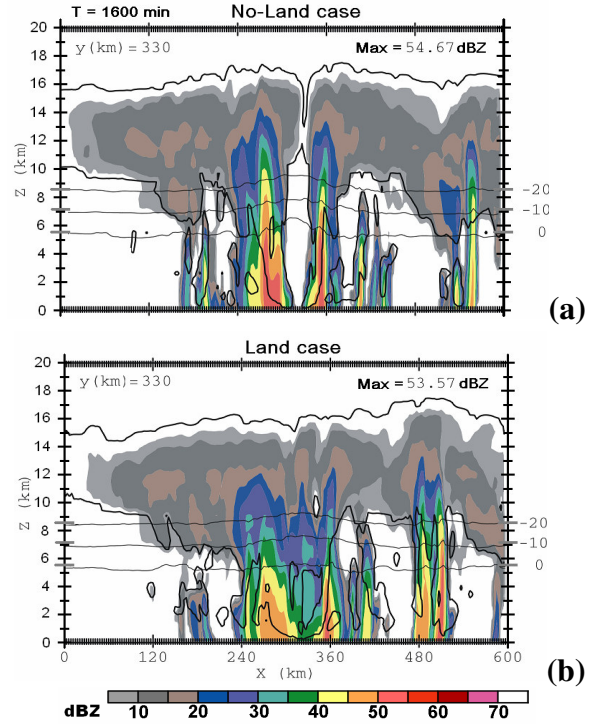 T = 1600 min No-Land case
20
y(km)=330 Max = 54.67 dBZ
18
16
14
12
10
8 -20
6 -10
4 0
2
0
Z (km)
(a)
Land case
20
y(km)=330 Max = 53.57 dBZ
18
16
14
12
10
8 -20
6 -10
4 0
2
0
Z (km)
0 120 240 360 480 600
X (km)
(b)
dBZ 10 20 30 40 50 60 70